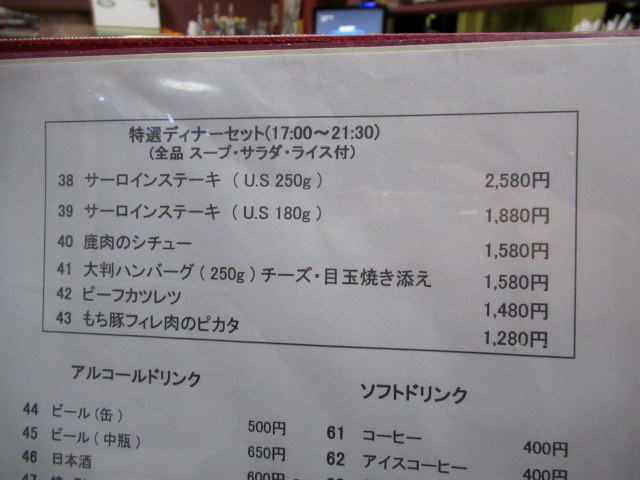 特選ディナーセット(17:00～21:30)
(全品 スープ・サラダ・ライス付)
38 サーロインステーキ ( U.S 250g ) 2,580円
39 サーロインステーキ ( U.S 180g ) 1,880円
40 鹿肉のシチュー 1,580円
41 大判ハンバーグ ( 250g ) チーズ・目玉焼き添え 1,580円
42 ビーフカツレツ 1,480円
43 もち豚フィレ肉のピカタ 1,280円
アルコールドリンク
44 ビール (缶) 500円
45 ビール ( 中瓶 ) 650円
46 日本酒 600円
47
ソフトドリンク
61 コーヒー 400円
62 アイスコーヒー 400円